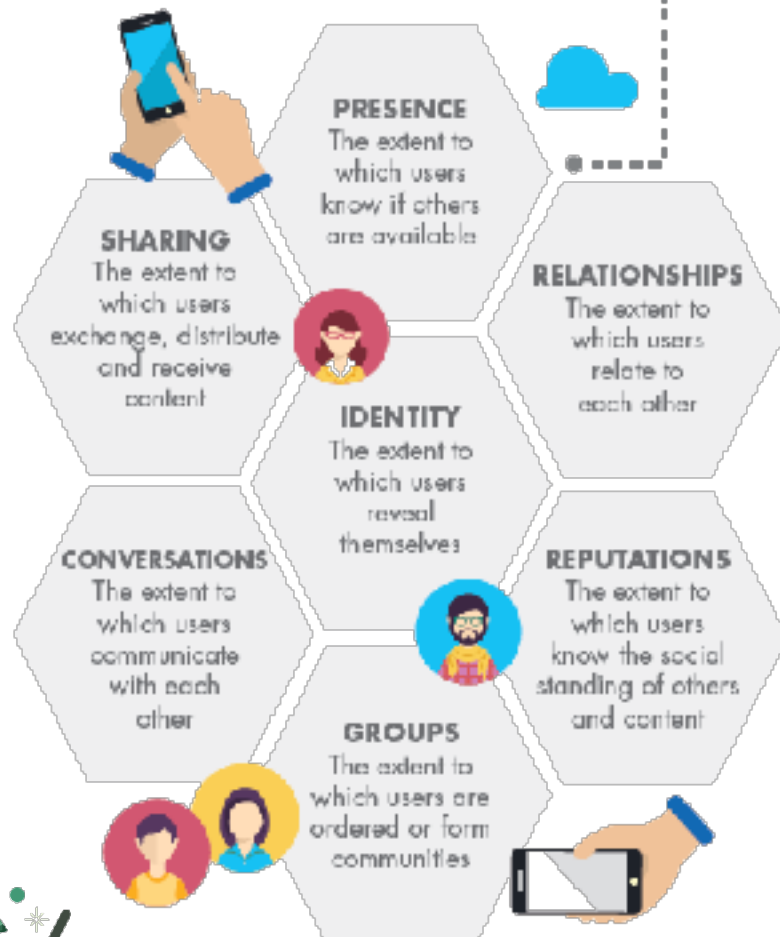 PRESENCE
The extent to
which users
know if others
are available
SHARING
The extent to
which users
exchange, distribute
and receive
content
RELATIONSHIPS
The extent to
which users
relate to
each other
IDENTITY
The extent to
which users
reveal
themselves
CONVERSATIONS
The extent to
which users
communicate
with each
other
REPUTATIONS
The extent to
which users
know the social
standing of others
and content
GROUPS
The extent to
which users are
ordered or form
communities